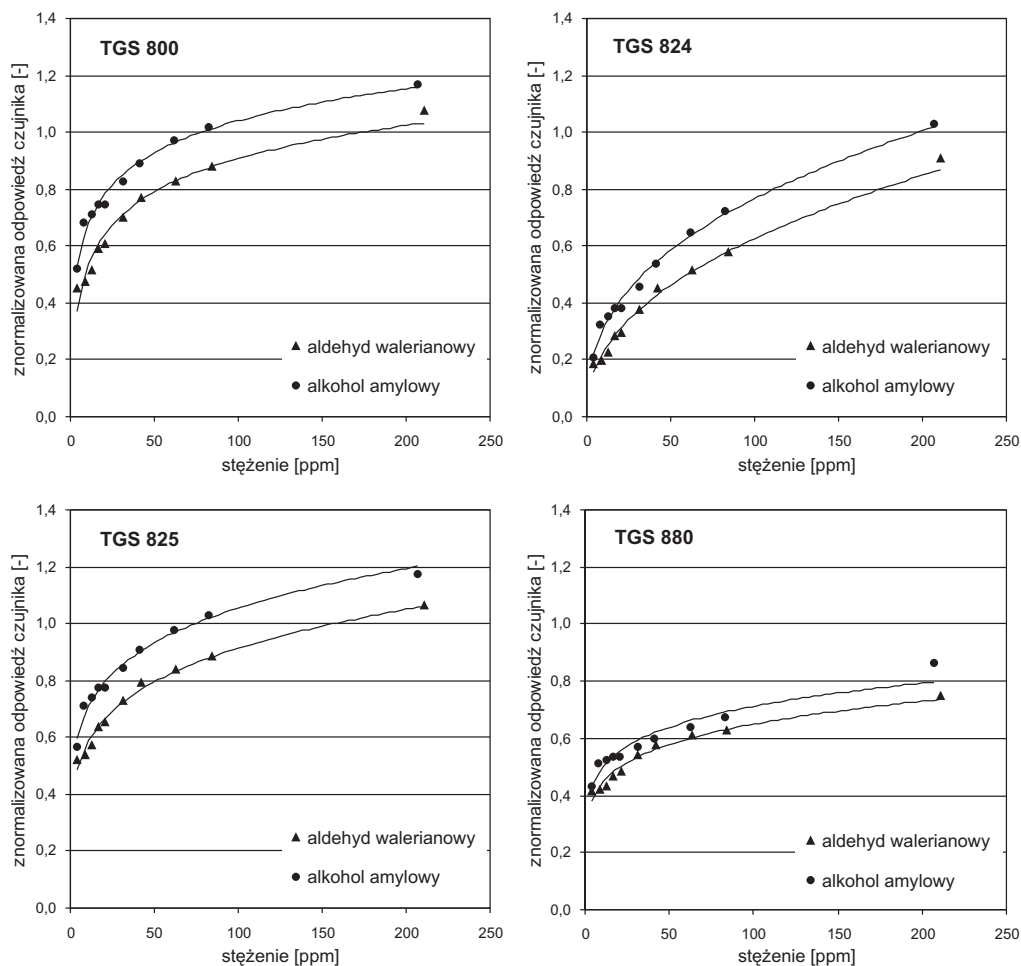 TGS 800
znormalizowana odpowiedź czujnika [-]
1,4
1,2
1,0
0,8
0,6
0,4
0,2
0,0
aldehyd walerianowy
alkohol amylowy
0 50 100 150 200 250
stężenie [ppm]
TGS 824
znormalizowana odpowiedź czujnika [-]
1,4
1,2
1,0
0,8
0,6
0,4
0,2
0,0
aldehyd walerianowy
alkohol amylowy
0 50 100 150 200 250
stężenie [ppm]
TGS 825
znormalizowana odpowiedź czujnika [-]
1,4
1,2
1,0
0,8
0,6
0,4
0,2
0,0
aldehyd walerianowy
alkohol amylowy
0 50 100 150 200 250
stężenie [ppm]
TGS 880
znormalizowana odpowiedź czujnika [-]
1,4
1,2
1,0
0,8
0,6
0,4
0,2
0,0
aldehyd walerianowy
alkohol amylowy
0 50 100 150 200 250
stężenie [ppm]